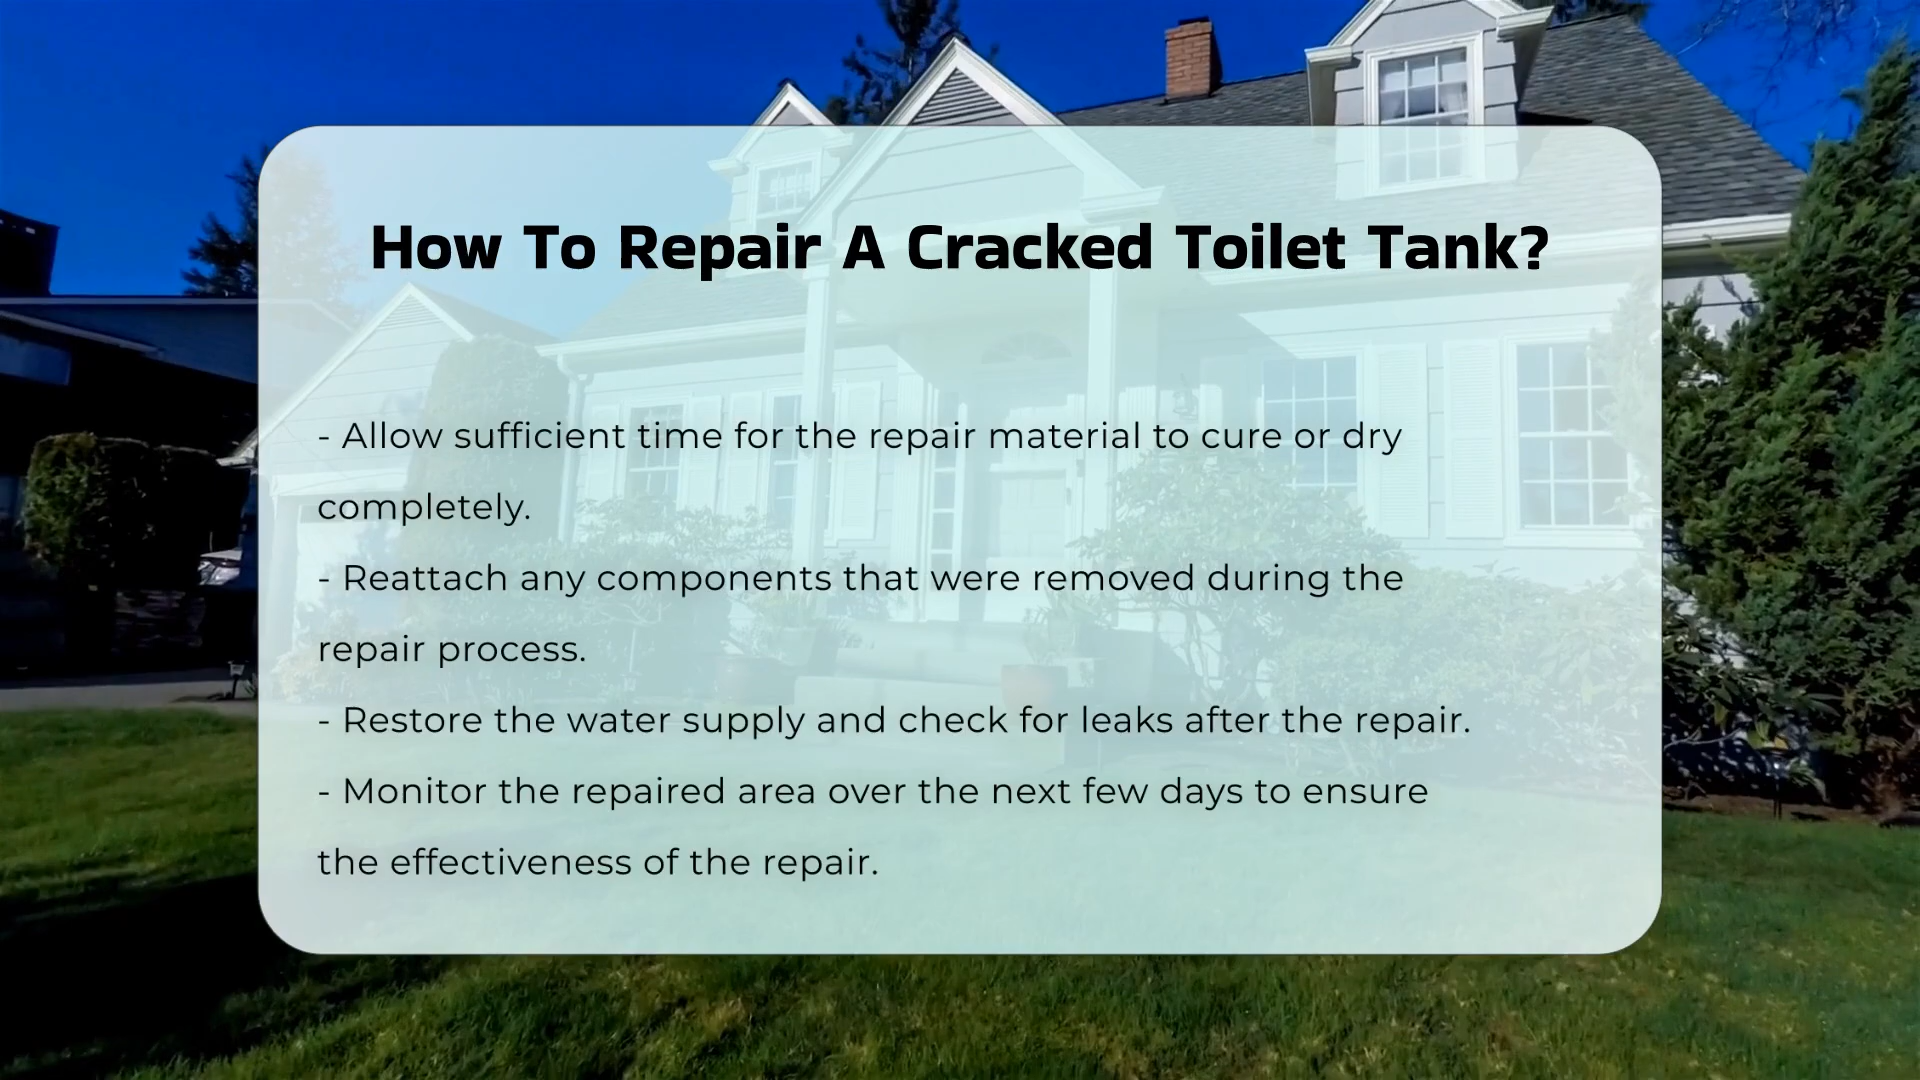 How To Repair A Cracked Toilet Tank?
- Allow sufficient time for the repair material to cure or dry
completely.
- Reattach any components that were removed during the
repair process.
- Restore the water supply and check for leaks after the repair.
- Monitor the repaired area over the next few days to ensure
the effectiveness of the repair.